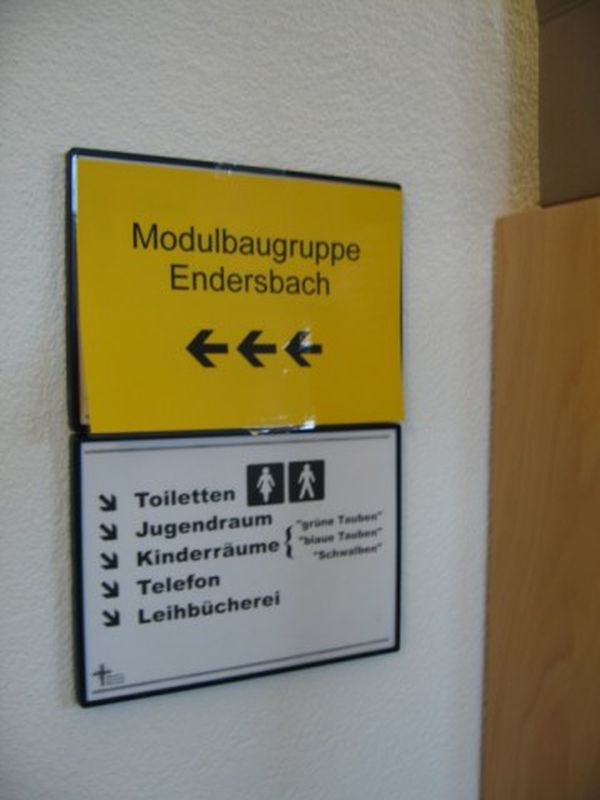 Modulbaugruppe
Endersbach
Toiletten
Jugendraum
Kinderräume { "grüne Tauben"
"blaue Tauben"
"Schwalben"
Telefon
Leihbücherei